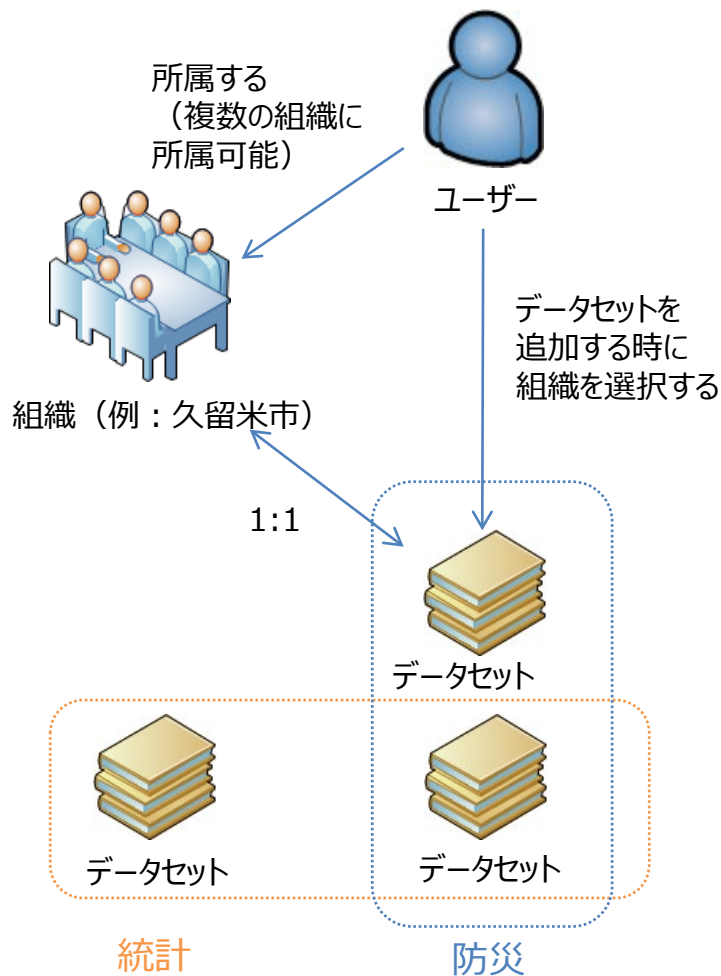 所属する
（複数の組織に
所属可能）
ユーザー
データセットを
追加する時に
組織を選択する
組織（例：久留米市）
1:1
データセット
データセット
データセット
統計
防災